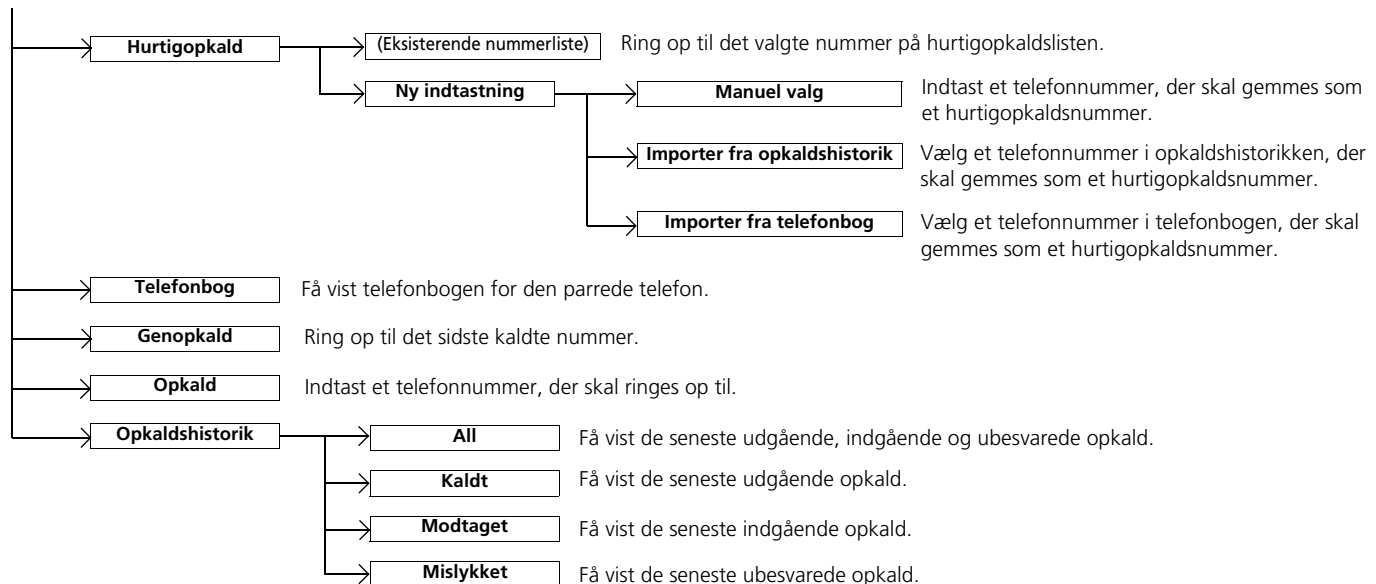 Hurtigopkald
(Eksisterende nummerliste)
Ring op til det valgte nummer på hurtigopkaldslisten.
Ny indtastning
Manuel valg
Indtast et telefonnummer, der skal gemmes som
et hurtigopkaldsnummer.
Importer fra opkaldshistorik
Vælg et telefonnummer i opkaldshistorikken, der
skal gemmes som et hurtigopkaldsnummer.
Importer fra telefonbog
Vælg et telefonnummer i telefonbogen, der skal
gemmes som et hurtigopkaldsnummer.
Telefonbog
Få vist telefonbogen for den parrede telefon.
Genopkald
Ring op til det sidste kaldte nummer.
Opkald
Indtast et telefonnummer, der skal ringes op til.
Opkaldshistorik
All
Få vist de seneste udgående, indgående og ubesvarede opkald.
Kaldt
Få vist de seneste udgående opkald.
Modtaget
Få vist de seneste indgående opkald.
Mislykket
Få vist de seneste ubesvarede opkald.